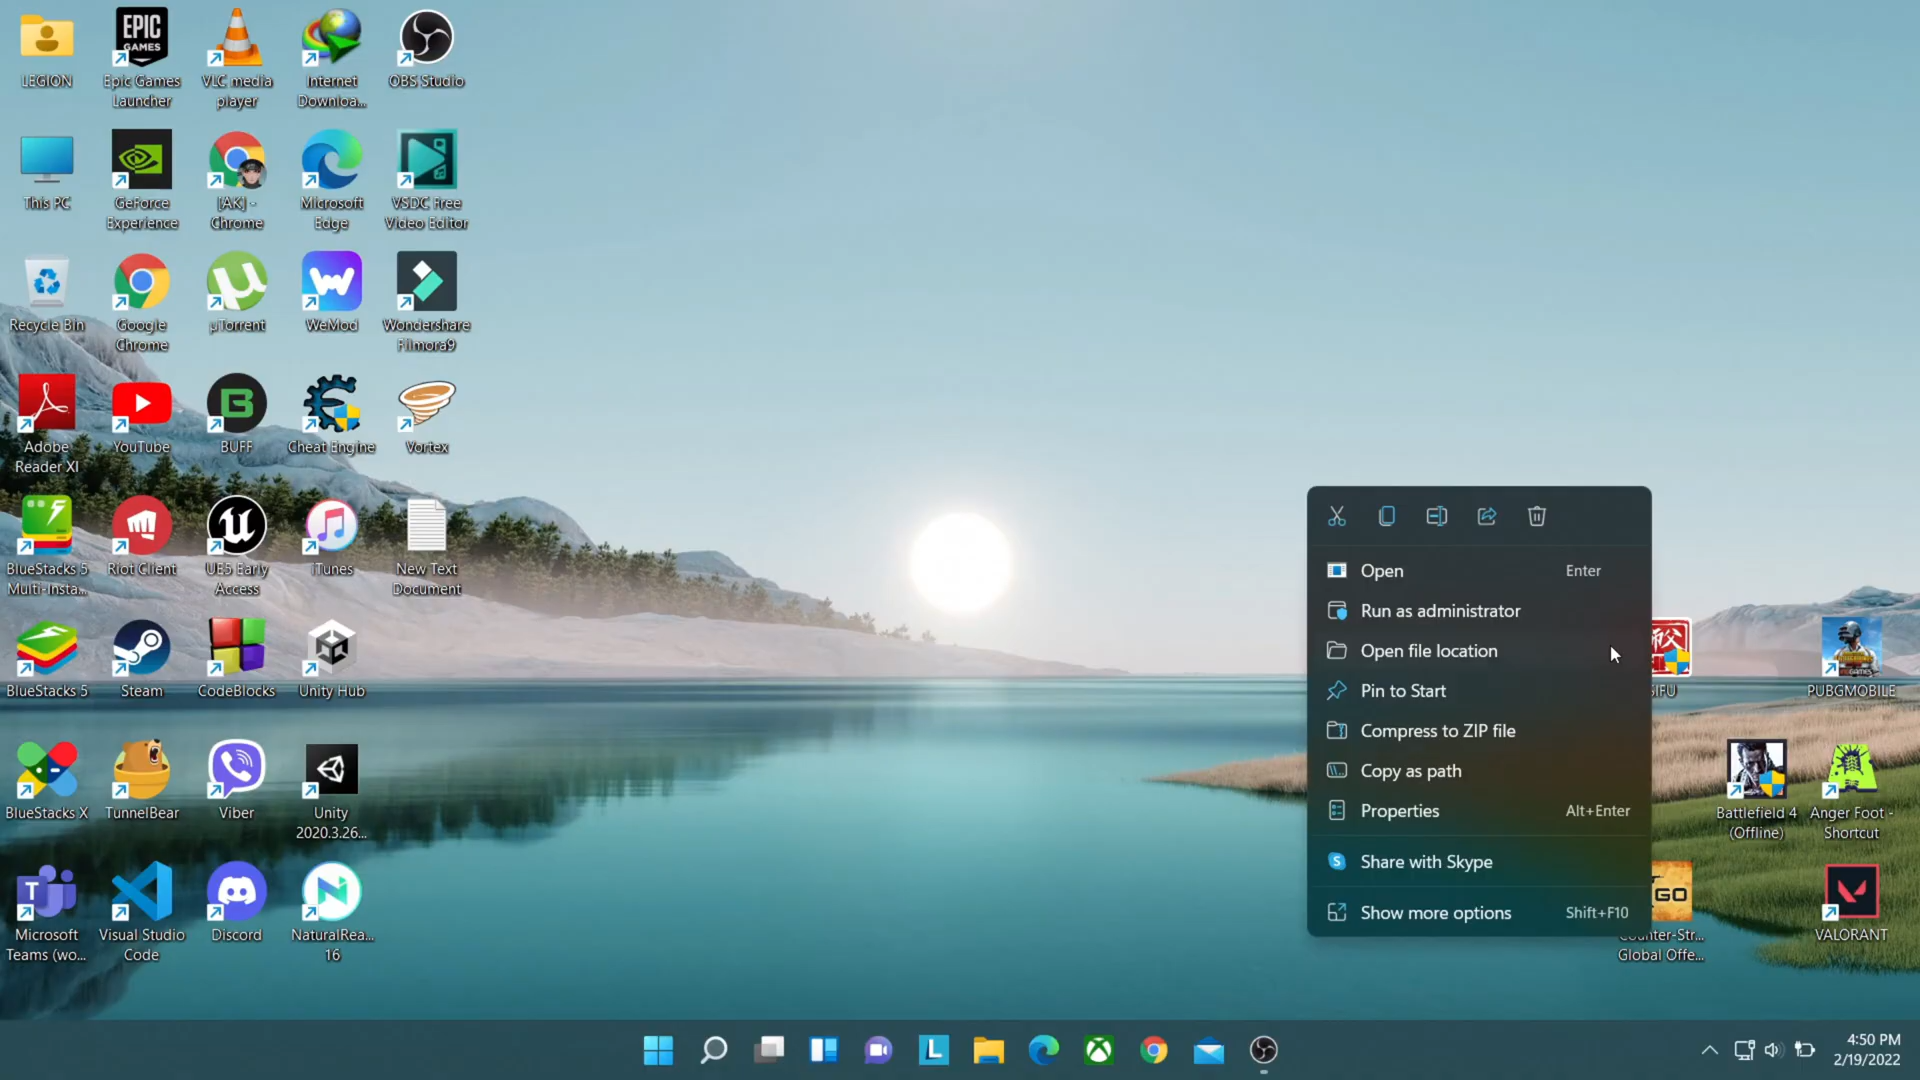 LEGION
EPIC
GAMES
Epic Games
Launcher
VLC media
player
Internet
Downloa...
OBS Studio
This PC
GeForce
Experience
[AK] -
Chrome
Microsoft
Edge
VSDC Free
Video Editor
Recycle Bin
Google
Chrome
µTorrent
WeMod
Wondershare
Filmora9
Adobe
Reader XI
YouTube
BUFF
Cheat Engine
Vortex
BlueStacks 5
Multi-Insta...
Riot Client
UE5 Early
Access
iTunes
New Text
Document
BlueStacks 5
Steam
CodeBlocks
Unity Hub
BlueStacks X
TunnelBear
Viber
Unity
2020.3.26...
Microsoft
Teams (wo...
Visual Studio
Code
Discord
NaturalRea...
16
Open Enter
Run as administrator
Open file location
Pin to Start
Compress to ZIP file
Copy as path
Properties Alt+Enter
Share with Skype
Show more options Shift+F10
SIFU
PUBGMOBILE
Battlefield 4
(Offline)
Anger Foot -
Shortcut
GO
Counter-Str...
Global Offe...
VALORANT
4:50 PM
2/19/2022